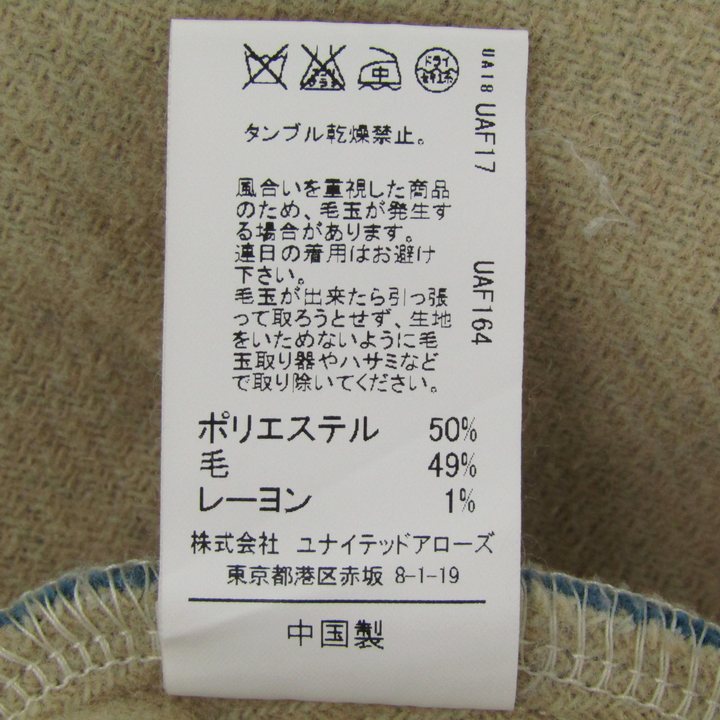 中
ドライ
タンブル乾燥禁止。
風合いを重視した商品
のため、毛玉が発生す
る場合があります。
連日の着用はお避け
下さい。
毛玉が出来たら引っ張
って取ろうとせず、生地
をいためないように毛
玉取り器やハサミなど
で取り除いてください。
ポリエステル 50%
毛 49%
レーヨン 1%
株式会社 ユナイテッドアローズ
東京都港区赤坂 8-1-19
中国製
UA18 UAF17
UAF164